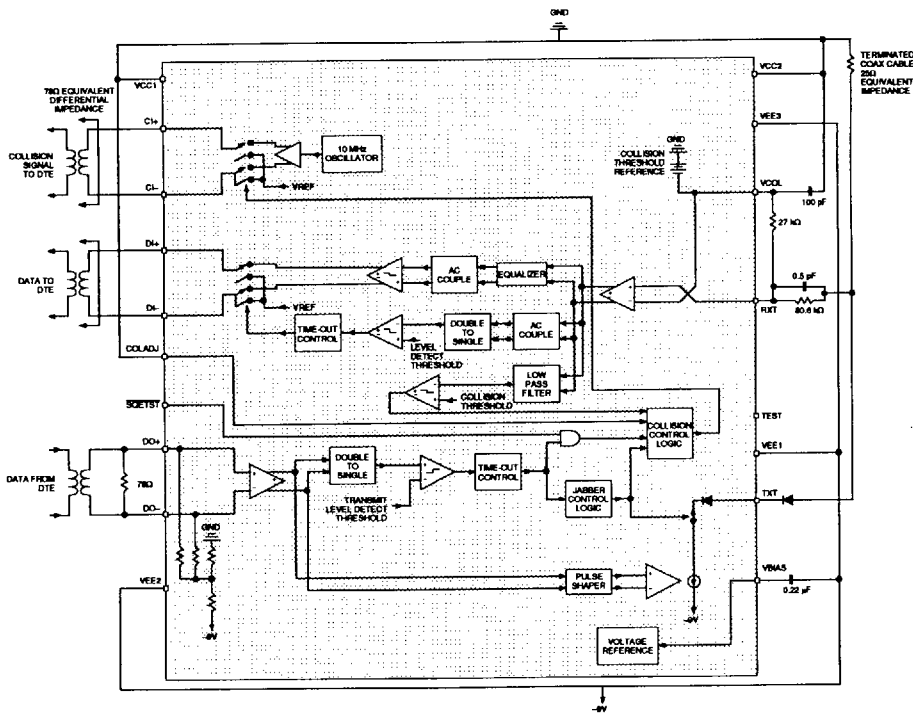 GND
TERMINATED
COAX CABLE
25Ω
EQUIVALENT
IMPEDANCE
VCC1
VCC2
78Ω EQUIVALENT
DIFFERENTIAL
IMPEDANCE
VEE3
CI+
10 MHz
OSCILLATOR
GND
COLLISION
THRESHOLD
REFERENCE
COLLISION
SIGNAL
TO DTE
VREF
VCOL
CI–
100 pF
27 kΩ
DI+
AC
COUPLE
EQUALIZER
DATA TO
DTE
0.5 pF
DI–
VREF
RXT
80.6 kΩ
TIME-OUT
CONTROL
DOUBLE
TO
SINGLE
AC
COUPLE
LEVEL
DETECT
THRESHOLD
COLADJ
LOW
PASS
FILTER
COLLISION
THRESHOLD
SQETST
TEST
COLLISION
CONTROL
LOGIC
DO+
VEE1
DOUBLE
TO
SINGLE
TIME-OUT
CONTROL
DATA FROM
DTE
78Ω
JABBER
CONTROL
LOGIC
TXT
TRANSMIT
LEVEL DETECT
THRESHOLD
DO–
GND
VEE2
PULSE
SHAPER
VBIAS
0.22 µF
–9V
–9V
VOLTAGE
REFERENCE
–9V